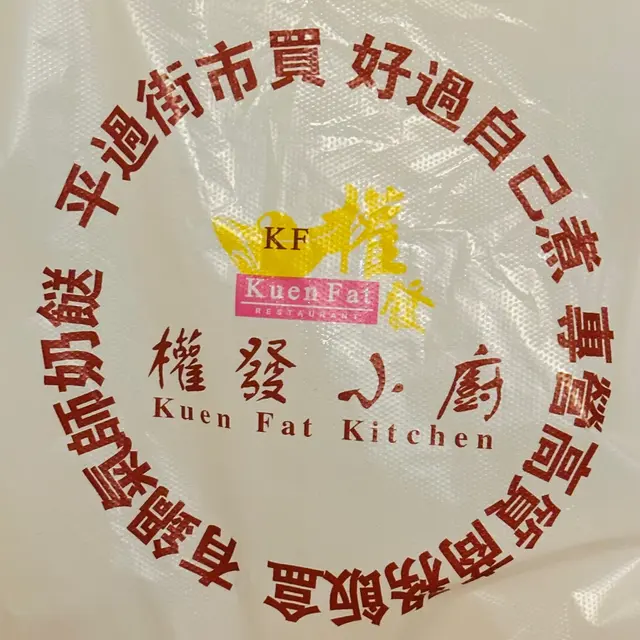 平過街市買 好過自己煮 專營高質商務飯盒 有鍋氣師奶餸
KF
權發
Kuen Fat
RESTAURANT
權發小廚
Kuen Fat Kitchen